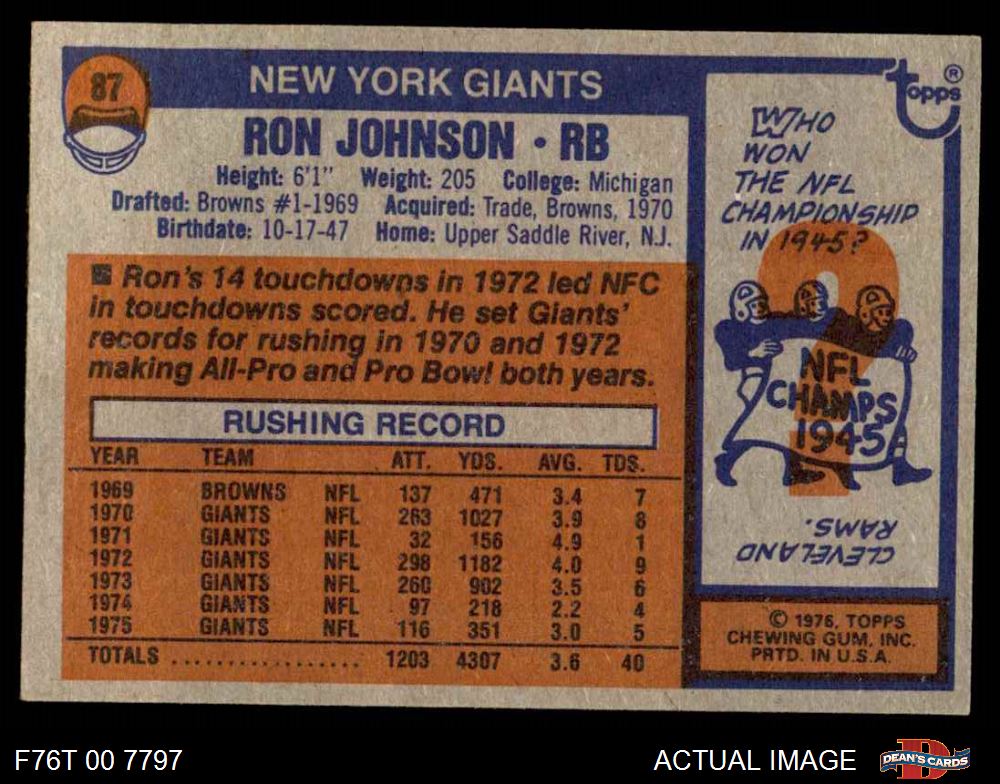 87
NEW YORK GIANTS
RON JOHNSON • RB
Height: 6'1" Weight: 205 College: Michigan
Drafted: Browns #1-1969 Acquired: Trade, Browns, 1970
Birthdate: 10-17-47 Home: Upper Saddle River, N.J.
Ron's 14 touchdowns in 1972 led NFC
in touchdowns scored. He set Giants'
records for rushing in 1970 and 1972
making All-Pro and Pro Bowl both years.
RUSHING RECORD
YEAR TEAM ATT. YDS. AVG. TDS.
1969 BROWNS NFL 137 471 3.4 7
1970 GIANTS NFL 263 1027 3.9 8
1971 GIANTS NFL 32 156 4.9 1
1972 GIANTS NFL 298 1182 4.0 9
1973 GIANTS NFL 260 902 3.5 6
1974 GIANTS NFL 97 218 2.2 4
1975 GIANTS NFL 116 351 3.0 5
TOTALS .................. 1203 4307 3.6 40
topps ®
WHO
WON
THE NFL
CHAMPIONSHIP
IN 1945?
NFL
CHAMPS
1945
CLEVELAND
RAMS.
© 1976, TOPPS
CHEWING GUM, INC.
PRTD. IN U.S.A.
F76T 00 7797
ACTUAL IMAGE
DEAN'S CARDS